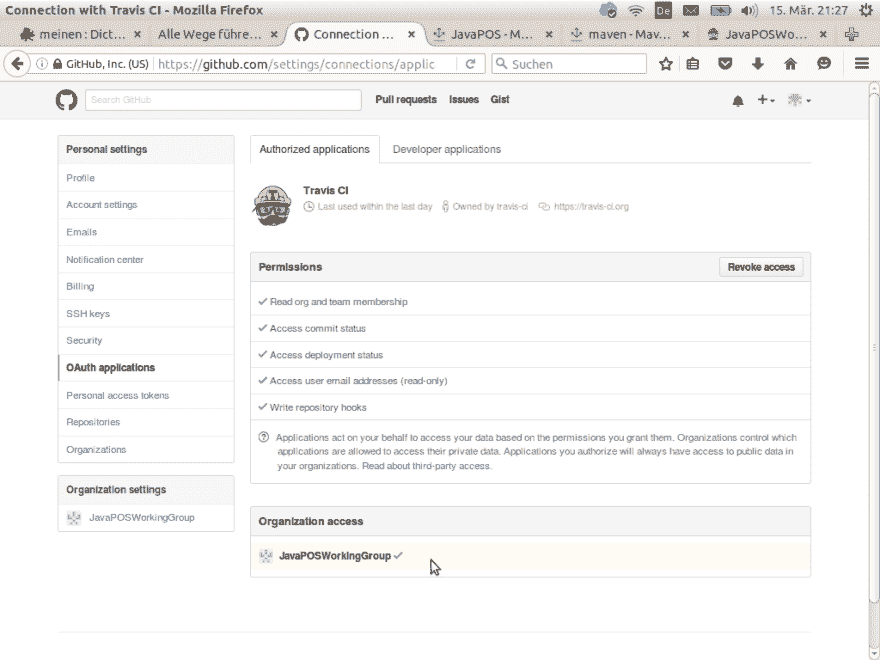 Connection with Travis CI - Mozilla Firefox
De
15. Mär. 21:27
meinen : Dict... ×
Alle Wege führe... ×
Connection ... ×
JavaPOS - M... ×
maven - Mav... ×
JavaPOSWo... ×
GitHub, Inc. (US)
https://github.com/settings/connections/applic
Suchen
Search GitHub
Pull requests
Issues
Gist
Personal settings
Profile
Account settings
Emails
Notification center
Billing
SSH keys
Security
OAuth applications
Personal access tokens
Repositories
Organizations
Organization settings
JavaPOSWorkingGroup
Authorized applications
Developer applications
Travis CI
Last used within the last day
Owned by travis-ci
https://travis-ci.org
Permissions
Revoke access
Read org and team membership
Access commit status
Access deployment status
Access user email addresses (read-only)
Write repository hooks
Applications act on your behalf to access your data based on the permissions you grant them. Organizations control which
applications are allowed to access their private data. Applications you authorize will always have access to public data in
your organizations. Read about third-party access.
Organization access
JavaPOSWorkingGroup